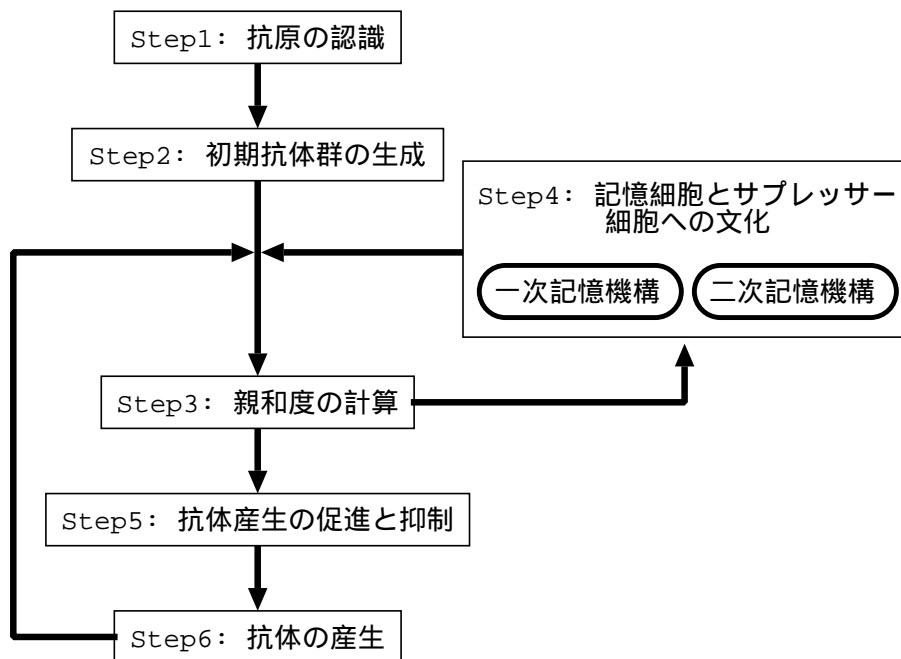 Step1: 抗原の認識
Step2: 初期抗体群の生成
Step4: 記憶細胞とサプレッサー
細胞への文化
一次記憶機構
二次記憶機構
Step3: 親和度の計算
Step5: 抗体産生の促進と抑制
Step6: 抗体の産生